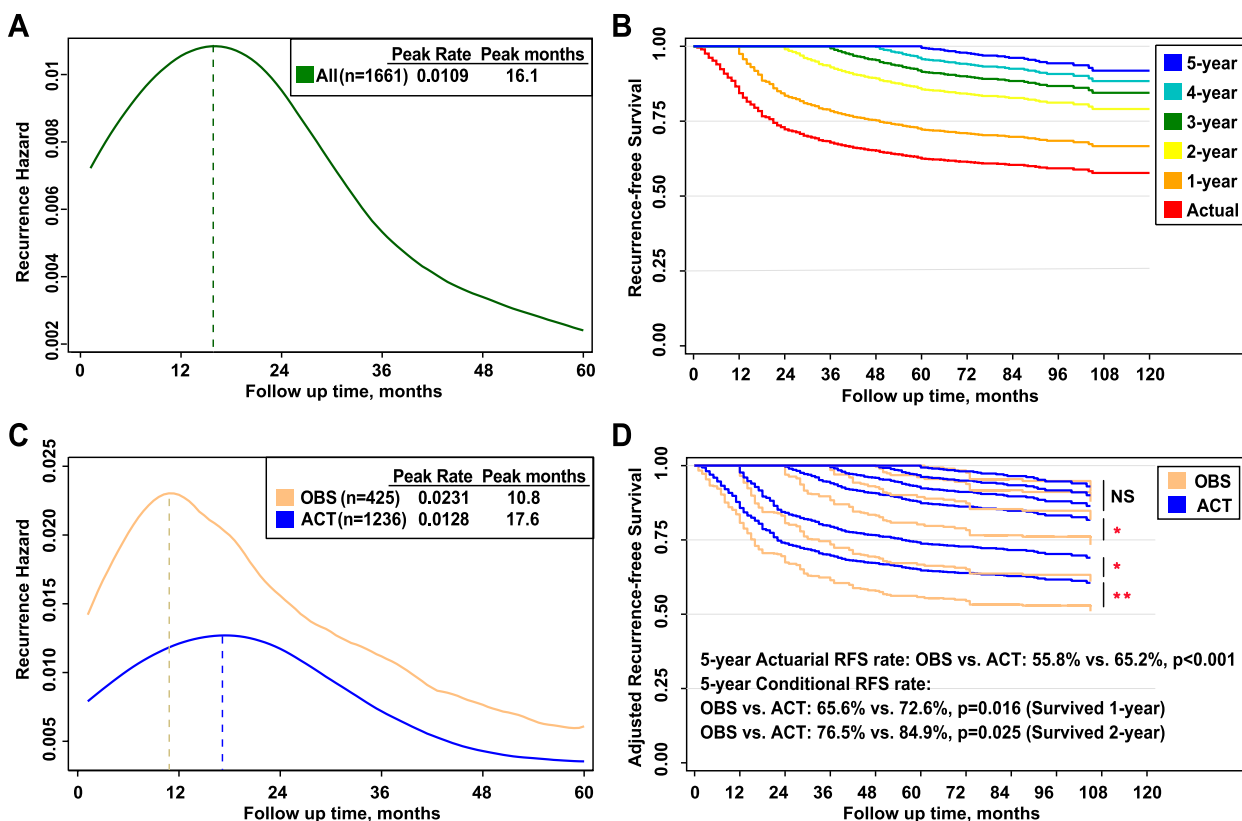 A
Peak Rate Peak months
All(n=1661) 0.0109 16.1
Recurrence Hazard
0.01
0.008
0.006
0.004
0.002
0 12 24 36 48 60
Follow up time, months
B
Recurrence-freee Survival
1.00
0.75
0.50
0.25
0.00
5-year
4-year
3-year
2-year
1-year
Actual
0 12 24 36 48 60 72 84 96 108 120
Follow up time, months
C
Peak Rate Peak months
OBS (n=425) 0.0231 10.8
ACT(n=1236) 0.0128 17.6
Recurrence Hazard
0.025
0.020
0.015
0.010
0.005
0 12 24 36 48 60
Follow up time, months
D
Adjusted Recurrence-free Survival
1.00
0.75
0.50
0.25
0.00
OBS
ACT
NS
*
*
**
5-year Actuarial RFS rate: OBS vs. ACT: 55.8% vs. 65.2%, p<0.001
5-year Conditional RFS rate:
OBS vs. ACT: 65.6% vs. 72.6%, p=0.016 (Survived 1-year)
OBS vs. ACT: 76.5% vs. 84.9%, p=0.025 (Survived 2-year)
0 12 24 36 48 60 72 84 96 108 120
Follow up time, months